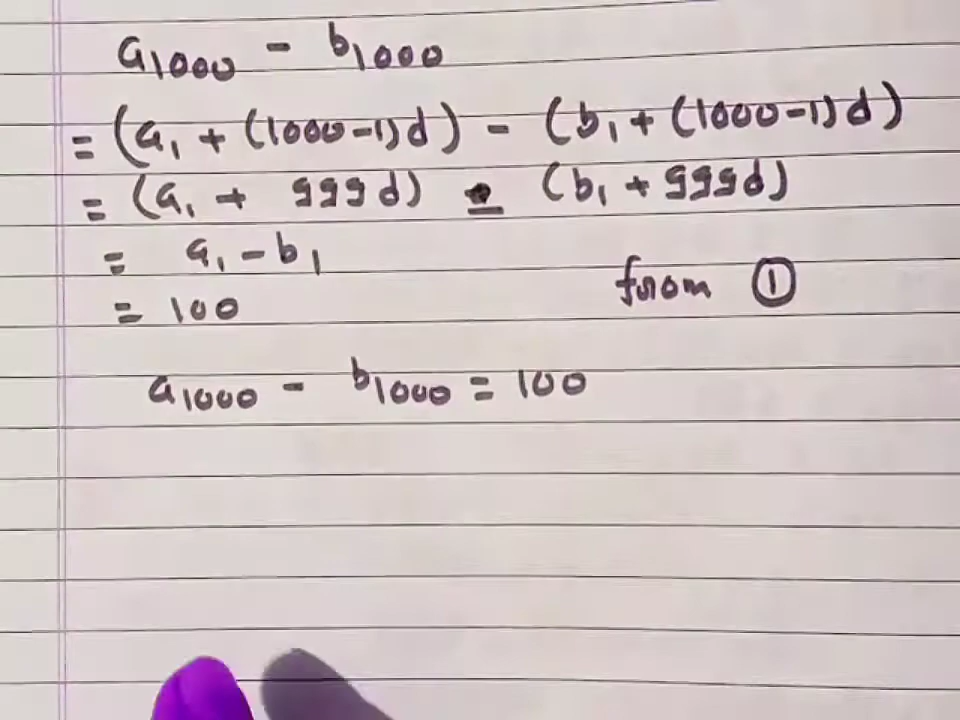 a1000 - b1000
= (a1 + (1000-1)d) - (b1 + (1000-1)d)
= (a1 + 999d) - (b1 + 999d)
= a1 - b1
= 100 from ①
a1000 - b1000 = 100